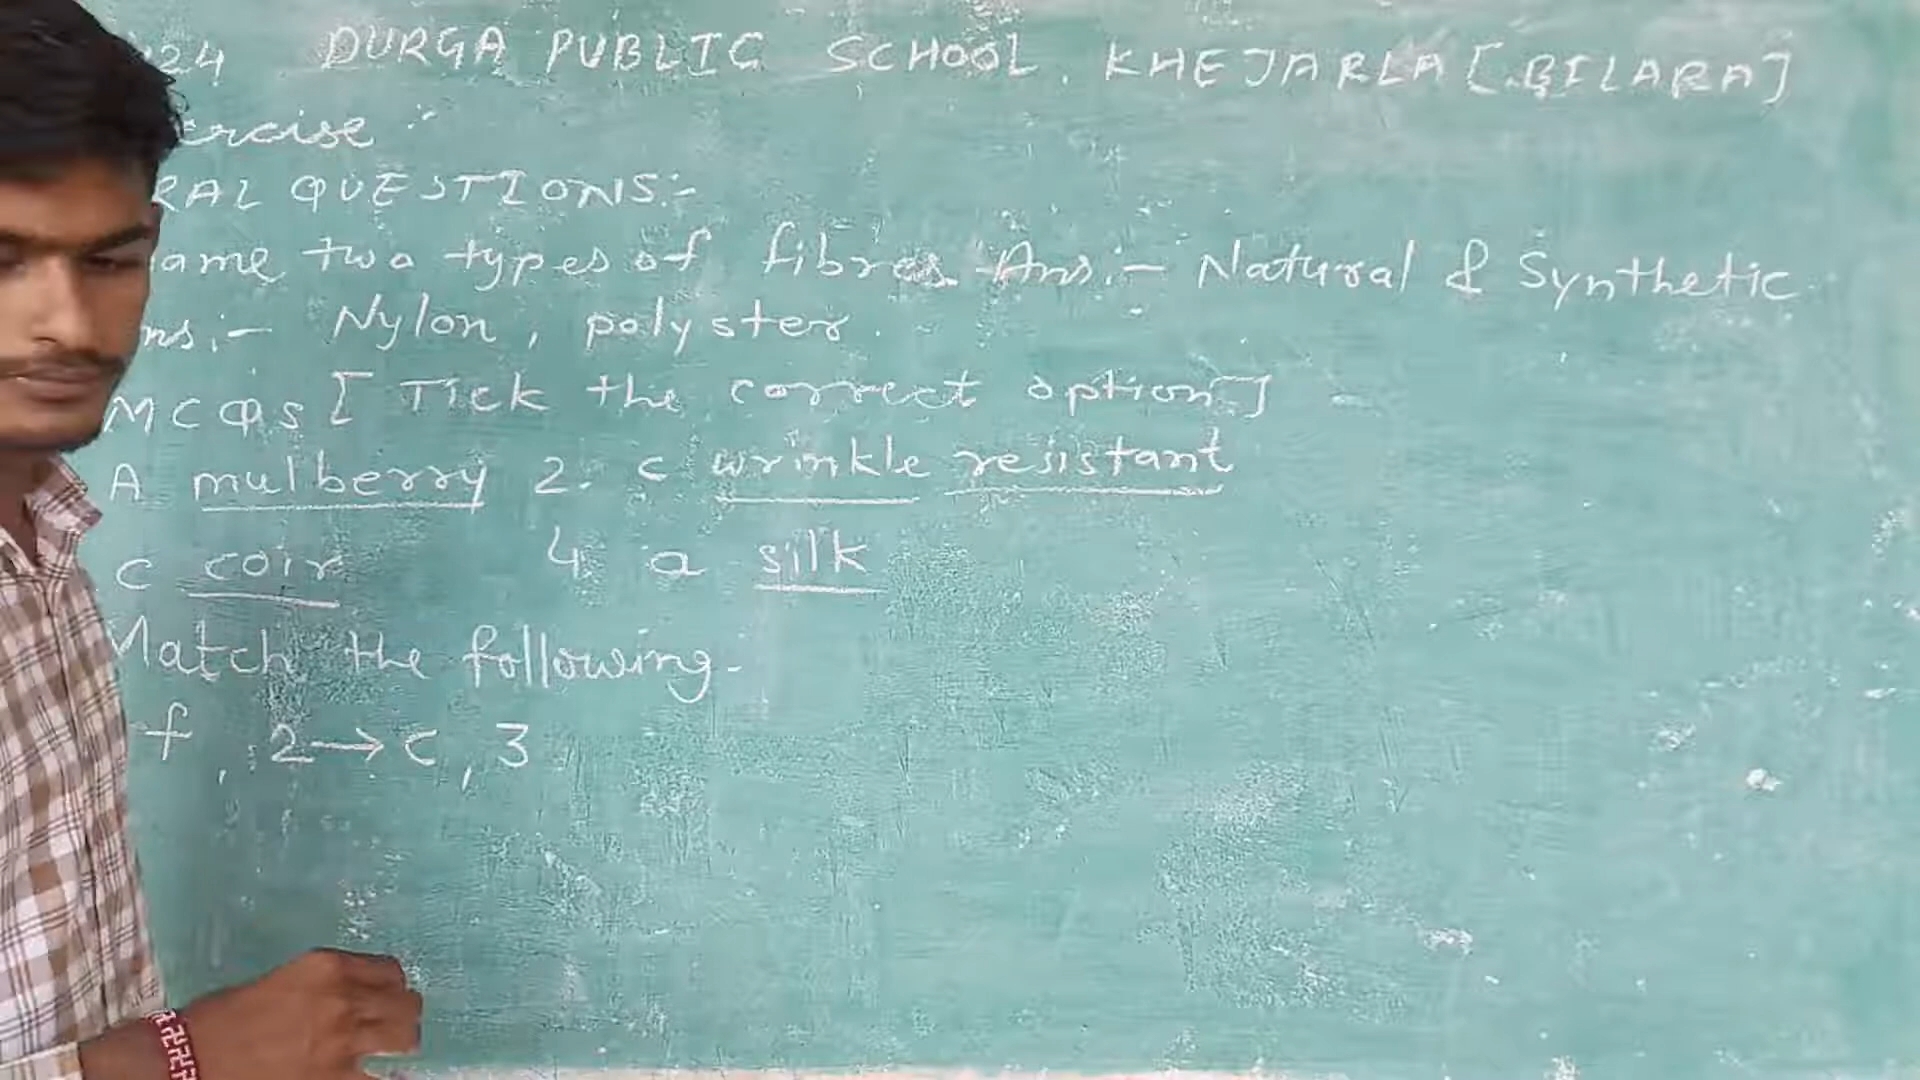 24 DURGA PUBLIC SCHOOL. KHEJARLA [BILARA]
ercise :-
RAL QUESTIONS:-
ame two types of fibres Ans:- Natural & Synthetic
ns:- Nylon, polyster.
MCQs [Tick the correct option]
A mulberry 2. c wrinkle resistant
c coir 4. a silk
Match the following-
f, 2→c, 3